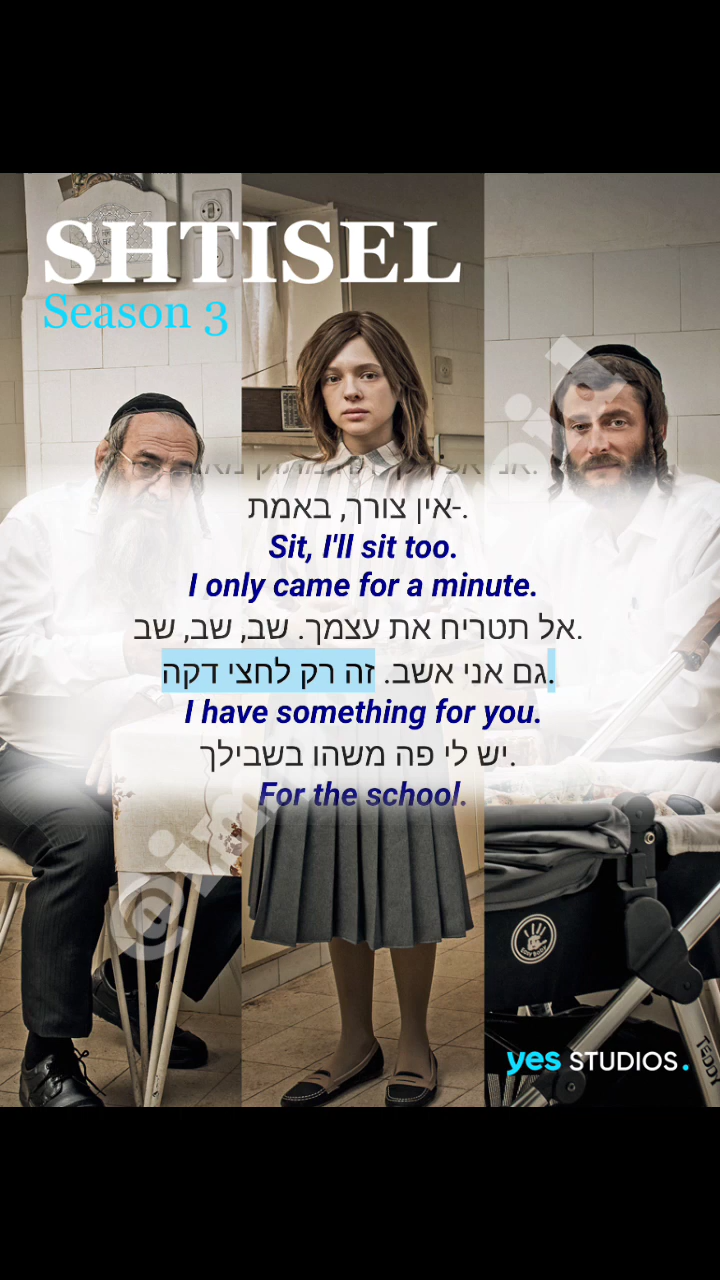 SHTISEL
Season 3
.-אין צורך, באמת
Sit, I'll sit too.
I only came for a minute.
.אל תטריח את עצמך. שב, שב, שב
.גם אני אשב. זה רק לחצי דקה
I have something for you.
.יש לי פה משהו בשבילך
For the school.
yes STUDIOS.
TEDDY